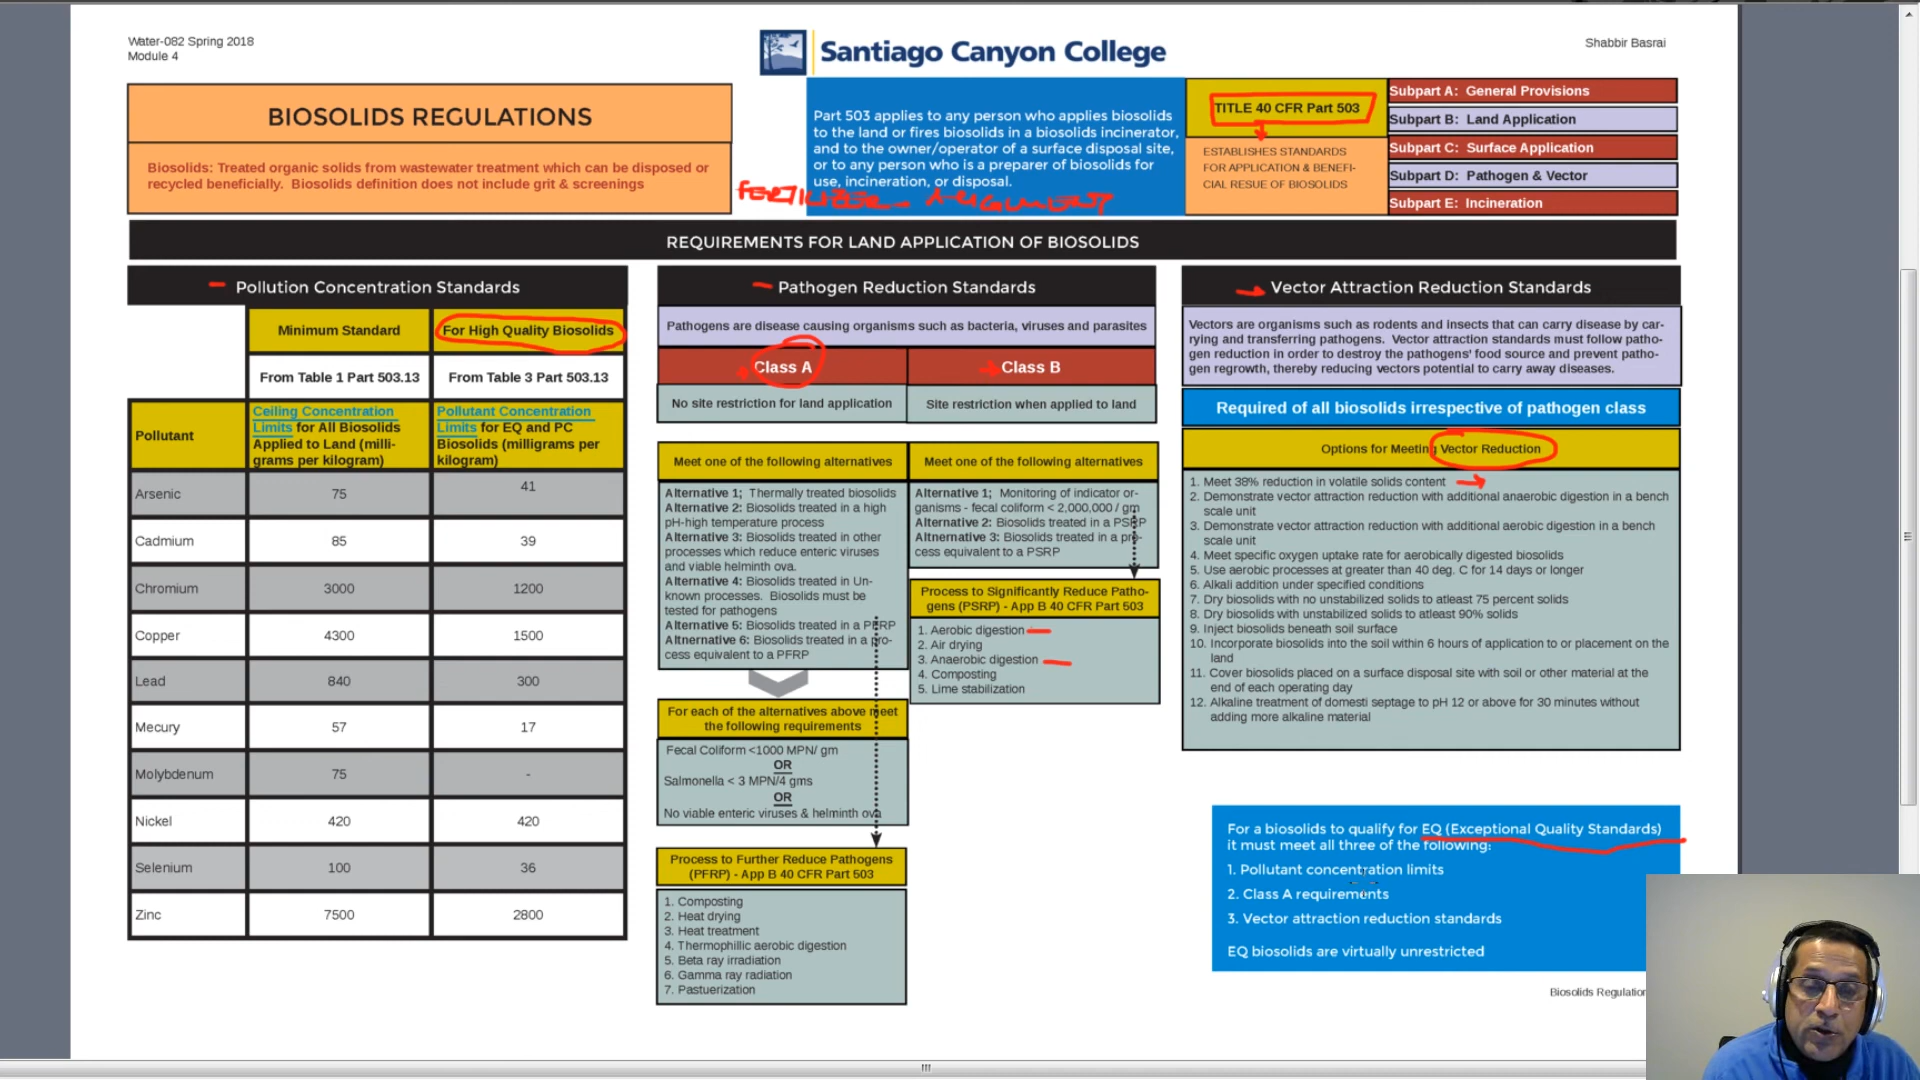 Water-082 Spring 2018
Module 4
Santiago Canyon College
Shabbir Basrai
BIOSOLIDS REGULATIONS
Biosolids: Treated organic solids from wastewater treatment which can be disposed or
recycled beneficially. Biosolids definition does not include grit & screenings
Part 503 applies to any person who applies biosolids
to the land or fires biosolids in a biosolids incinerator,
and to the owner/operator of a surface disposal site,
or to any person who is a preparer of biosolids for
use, incineration, or disposal.
TITLE 40 CFR Part 503
ESTABLISHES STANDARDS
FOR APPLICATION & BENEFI-
CIAL RESUE OF BIOSOLIDS
Subpart A: General Provisions
Subpart B: Land Application
Subpart C: Surface Application
Subpart D: Pathogen & Vector
Subpart E: Incineration
FERTILIZER -
REQUIREMENTS FOR LAND APPLICATION OF BIOSOLIDS
Pollution Concentration Standards
Minimum Standard
For High Quality Biosolids
From Table 1 Part 503.13
From Table 3 Part 503.13
Pollutant
Ceiling Concentration
Limits for All Biosolids
Applied to Land (milli-
grams per kilogram)
Pollutant Concentration
Limits for EQ and PC
Biosolids (milligrams per
kilogram)
Arsenic 75 41
Cadmium 85 39
Chromium 3000 1200
Copper 4300 1500
Lead 840 300
Mecury 57 17
Molybdenum 75 -
Nickel 420 420
Selenium 100 36
Zinc 7500 2800
Pathogen Reduction Standards
Pathogens are disease causing organisms such as bacteria, viruses and parasites
Class A
Class B
No site restriction for land application
Site restriction when applied to land
Meet one of the following alternatives
Alternative 1; Thermally treated biosolids
Alternative 2: Biosolids treated in a high
pH-high temperature process
Alternative 3: Biosolids treated in other
processes which reduce enteric viruses
and viable helminth ova.
Alternative 4: Biosolids treated in Un-
known processes. Biosolids must be
tested for pathogens
Alternative 5: Biosolids treated in a PFRP
Altnernative 6: Biosolids treated in a pro-
cess equivalent to a PFRP
For each of the alternatives above meet
the following requirements
Fecal Coliform <1000 MPN/ gm
OR
Salmonella < 3 MPN/4 gms
OR
No viable enteric viruses & helminth ova
Process to Further Reduce Pathogens
(PFRP) - App B 40 CFR Part 503
1. Composting
2. Heat drying
3. Heat treatment
4. Thermophillic aerobic digestion
5. Beta ray irradiation
6. Gamma ray radiation
7. Pastuerization
Meet one of the following alternatives
Alternative 1; Monitoring of indicator or-
ganisms - fecal coliform < 2,000,000 / gm
Alternative 2: Biosolids treated in a PSRP
Altnernative 3: Biosolids treated in a pro-
cess equivalent to a PSRP
Process to Significantly Reduce Patho-
gens (PSRP) - App B 40 CFR Part 503
1. Aerobic digestion
2. Air drying
3. Anaerobic digestion
4. Composting
5. Lime stabilization
Vector Attraction Reduction Standards
Vectors are organisms such as rodents and insects that can carry disease by car-
rying and transferring pathogens. Vector attraction standards must follow patho-
gen reduction in order to destroy the pathogens' food source and prevent patho-
gen regrowth, thereby reducing vectors potential to carry away diseases.
Required of all biosolids irrespective of pathogen class
Options for Meeting Vector Reduction
1. Meet 38% reduction in volatile solids content
2. Demonstrate vector attraction reduction with additional anaerobic digestion in a bench
scale unit
3. Demonstrate vector attraction reduction with additional aerobic digestion in a bench
scale unit
4. Meet specific oxygen uptake rate for aerobically digested biosolids
5. Use aerobic processes at greater than 40 deg. C for 14 days or longer
6. Alkali addition under specified conditions
7. Dry biosolids with no unstabilized solids to atleast 75 percent solids
8. Dry biosolids with unstabilized solids to atleast 90% solids
9. Inject biosolids beneath soil surface
10. Incorporate biosolids into the soil within 6 hours of application to or placement on the
land
11. Cover biosolids placed on a surface disposal site with soil or other material at the
end of each operating day
12. Alkaline treatment of domesti septage to pH 12 or above for 30 minutes without
adding more alkaline material
For a biosolids to qualify for EQ (Exceptional Quality Standards)
it must meet all three of the following:
1. Pollutant concentration limits
2. Class A requirements
3. Vector attraction reduction standards
EQ biosolids are virtually unrestricted